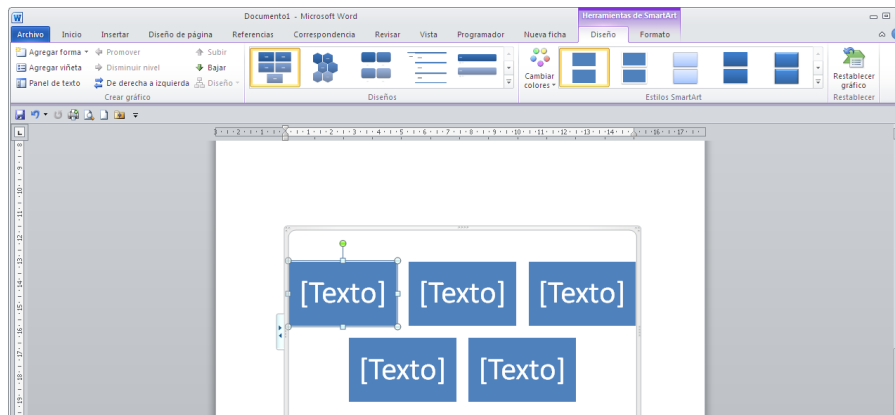 Documento1 - Microsoft Word
Herramientas de SmartArt
Archivo Inicio Insertar Diseño de página Referencias Correspondencia Revisar Vista Programador Nueva ficha Diseño Formato
Agregar forma Promover Subir
Agregar viñeta Disminuir nivel Bajar
Panel de texto De derecha a izquierda Diseño
Cambiar colores
Restablecer gráfico
Crear gráfico Diseños Estilos SmartArt Restablecer
[Texto] [Texto] [Texto]
[Texto] [Texto]